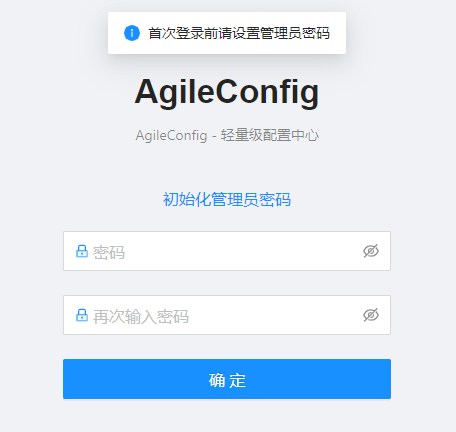 首次登录前请设置管理员密码
AgileConfig
AgileConfig - 轻量级配置中心
初始化管理员密码
密码
再次输入密码
确 定